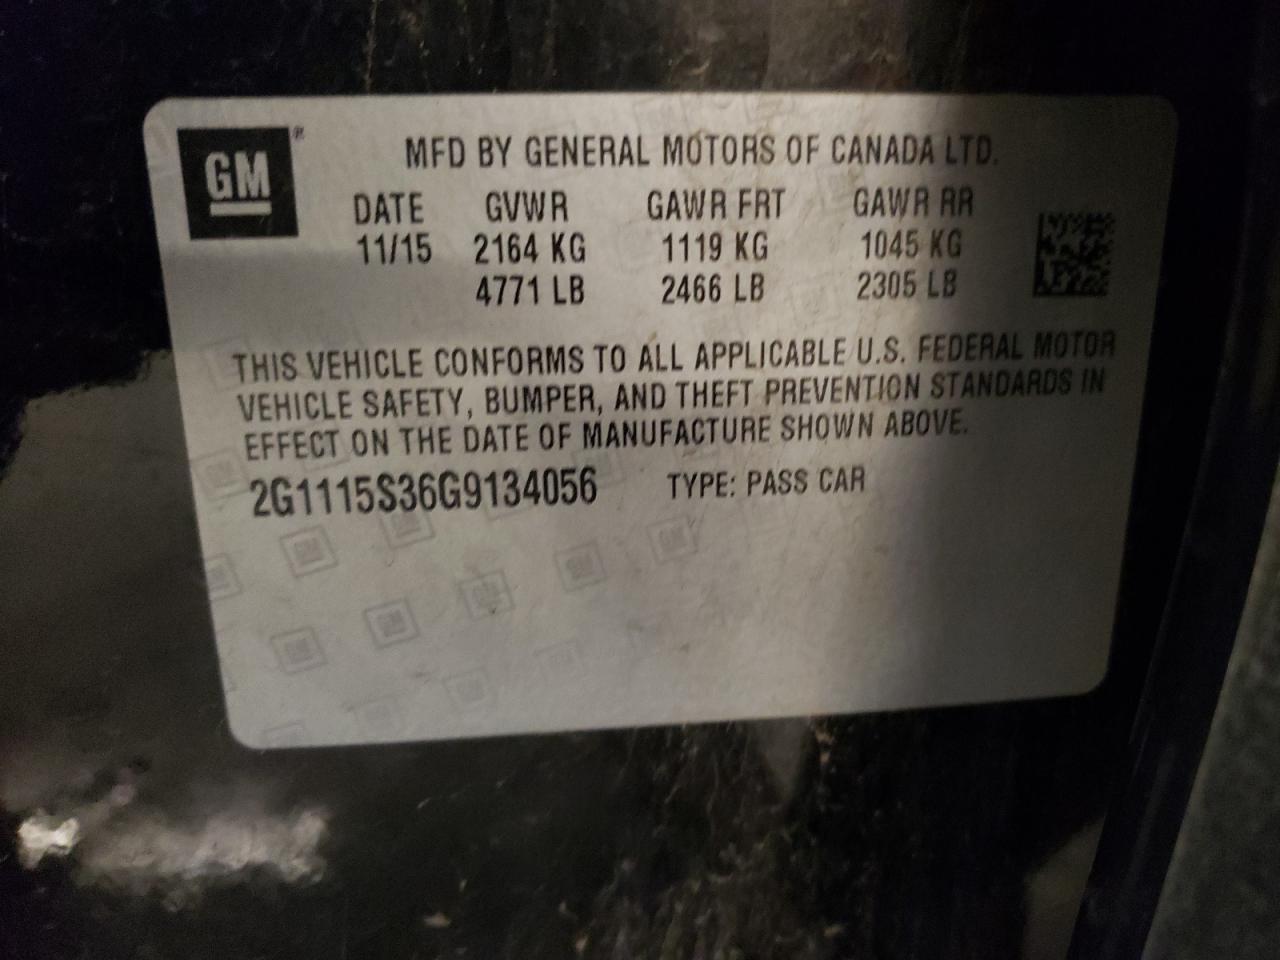 GM®
MFD BY GENERAL MOTORS OF CANADA LTD.
DATE GVWR GAWR FRT GAWR RR
11/15 2164 KG 1119 KG 1045 KG
4771 LB 2466 LB 2305 LB
THIS VEHICLE CONFORMS TO ALL APPLICABLE U.S. FEDERAL MOTOR
VEHICLE SAFETY, BUMPER, AND THEFT PREVENTION STANDARDS IN
EFFECT ON THE DATE OF MANUFACTURE SHOWN ABOVE.
2G1115S36G9134056 TYPE: PASS CAR